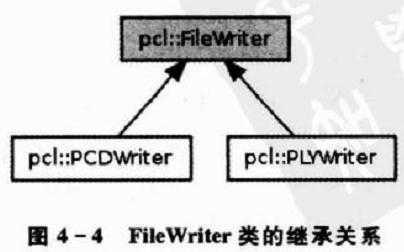 pcl::FileWriter
pcl::PCDWriter pcl::PLYWriter
图 4-4 FileWriter 类的继承关系